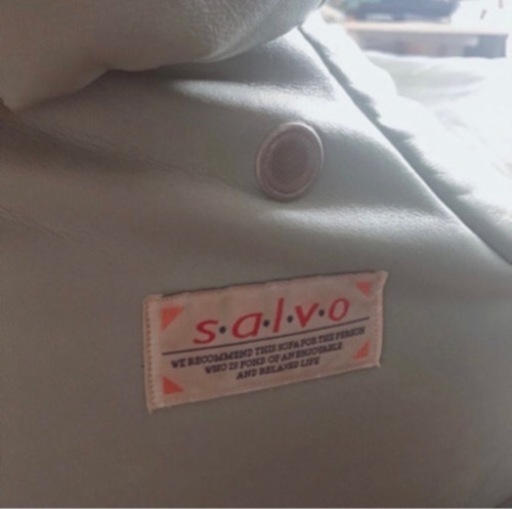 s·a·l·v·o
WE RECOMMEND THIS SOFA FOR THE PERSON
WHO IS FOND OF AN ENJOYABLE
AND RELAXED LIFE